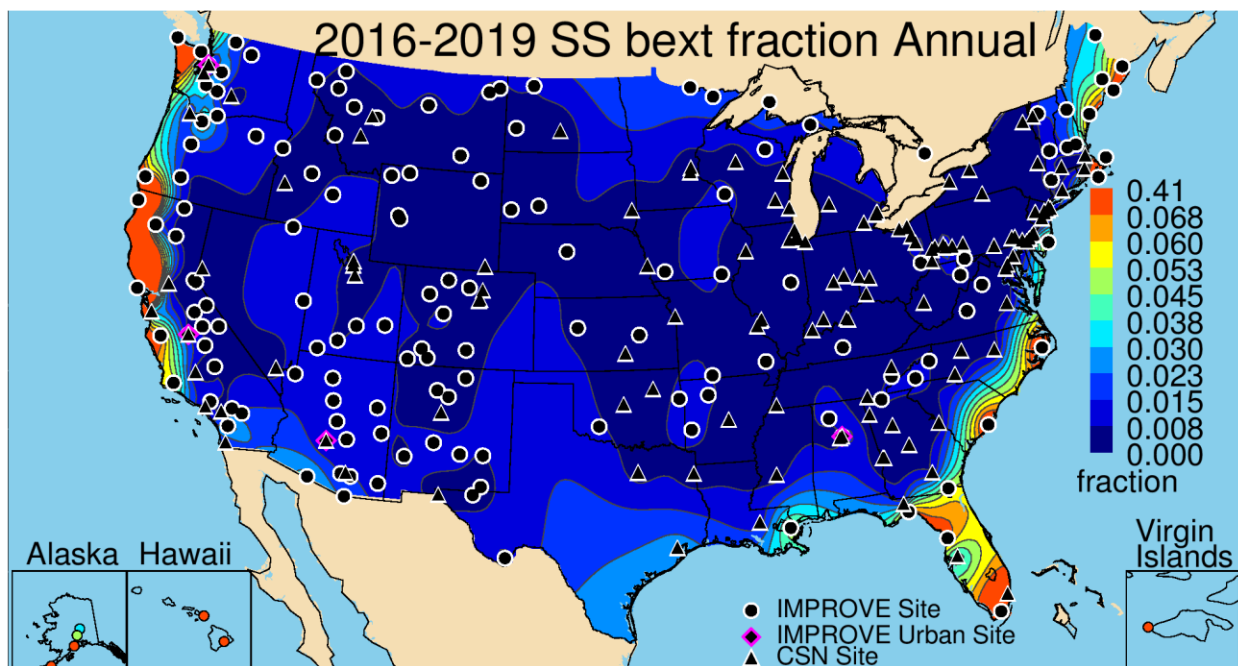 2016-2019 SS bext fraction Annual
0.41
0.068
0.060
0.053
0.045
0.038
0.030
0.023
0.015
0.008
0.000
fraction
Alaska
Hawaii
Virgin
Islands
IMPROVE Site
IMPROVE Urban Site
CSN Site